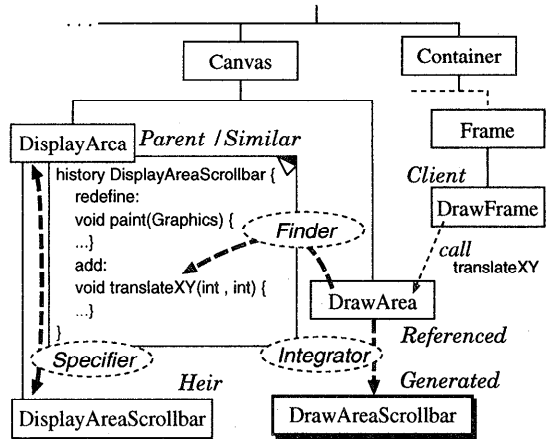 ...
Canvas
Container
DisplayArea
Parent / Similar
Frame
history DisplayAreaScrollbar {
redefine:
void paint(Graphics) {
...}
add:
void translateXY(int , int) {
...}
}
Finder
Client
DrawFrame
call
translateXY
DrawArea
Referenced
Specifier
Integrator
Heir
Generated
DisplayAreaScrollbar
DrawAreaScrollbar